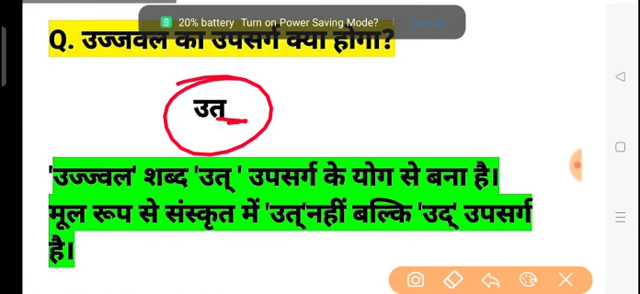 20% battery Turn on Power Saving Mode?
Q. उज्जवल का उपसर्ग क्या होगा?
उत
'उज्ज्वल' शब्द 'उत् ' उपसर्ग के योग से बना है।
मूल रूप से संस्कृत में 'उत्'नहीं बल्कि 'उद्' उपसर्ग
है।